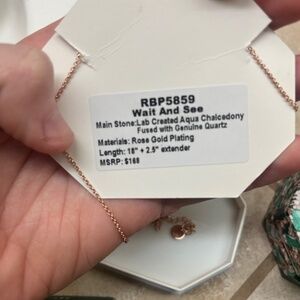 RBP5859
Wait And See
Main Stone:Lab Created Aqua Chalcedony
Fused with Genuine Quartz
Materials: Rose Gold Plating
Length: 18" + 2.5" extender
MSRP: $168